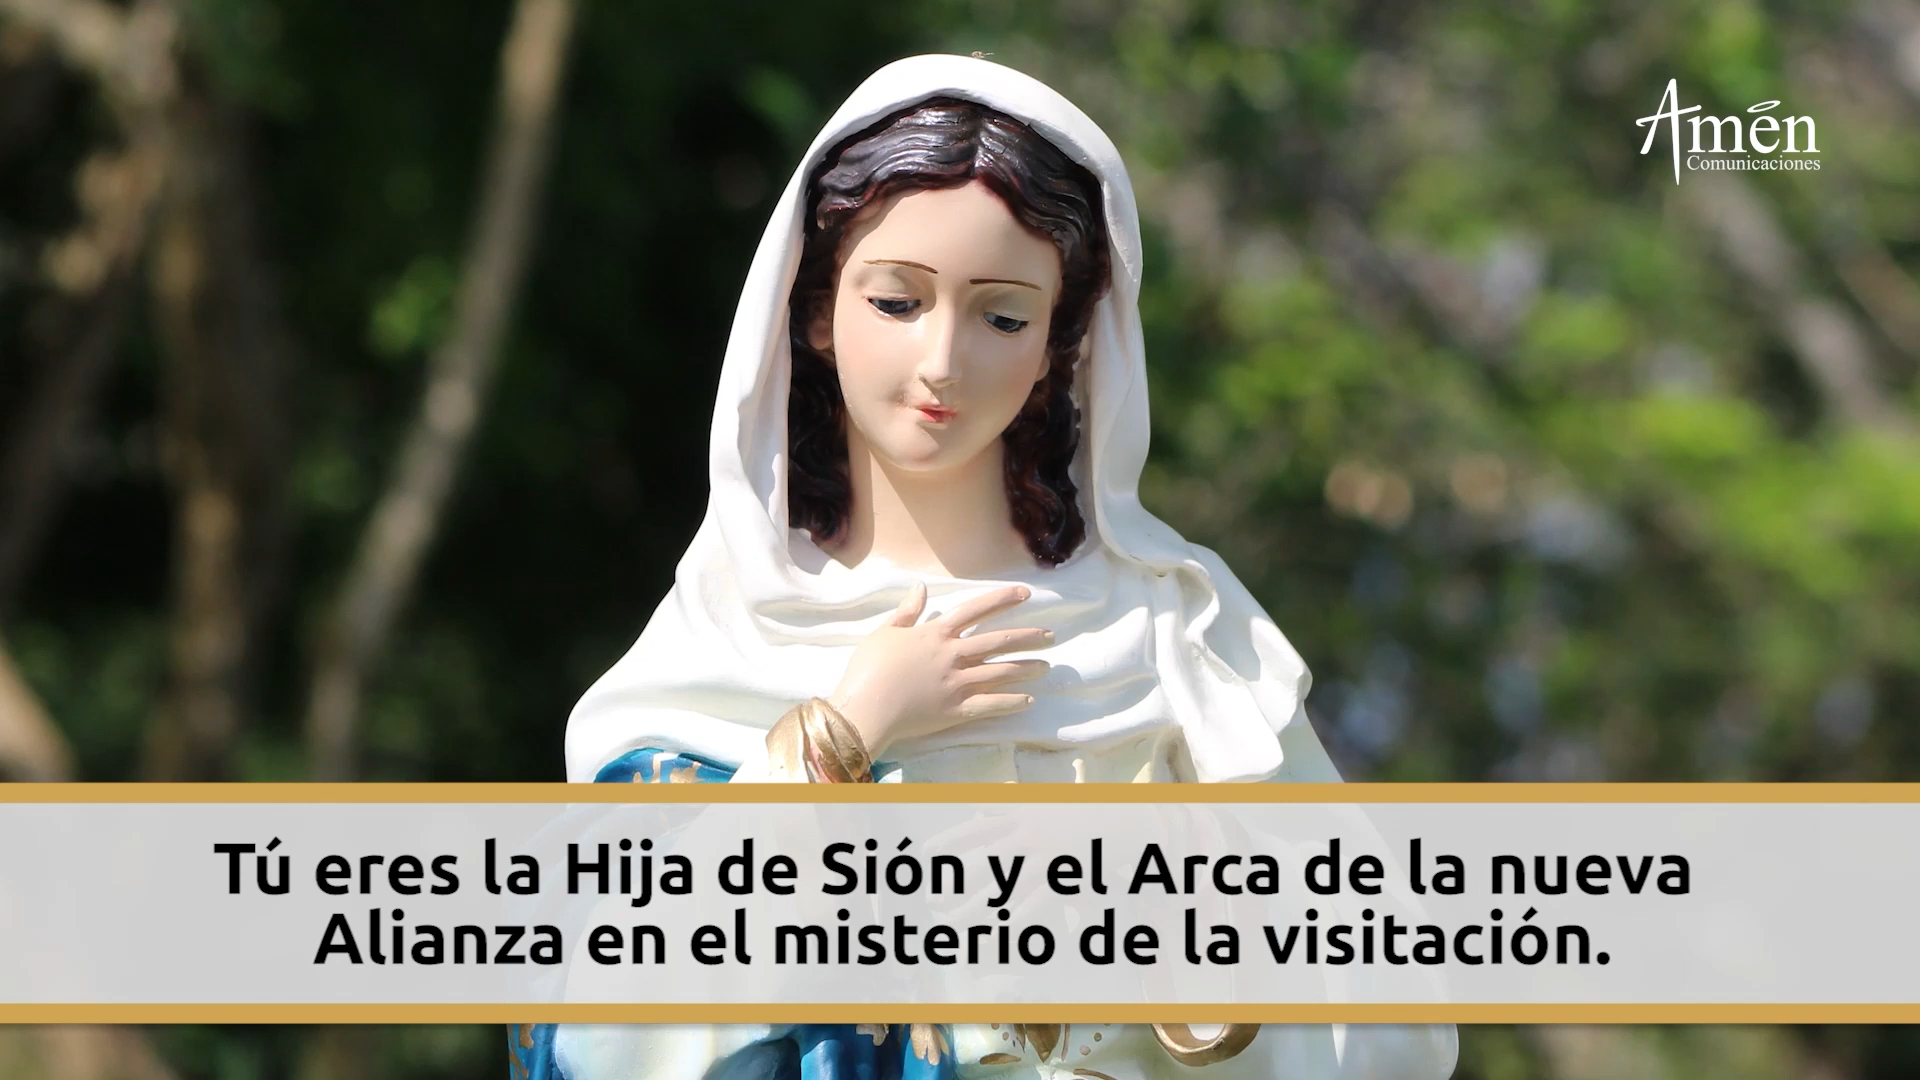 Amén
Comunicaciones
Tú eres la Hija de Sión y el Arca de la nueva
Alianza en el misterio de la visitación.